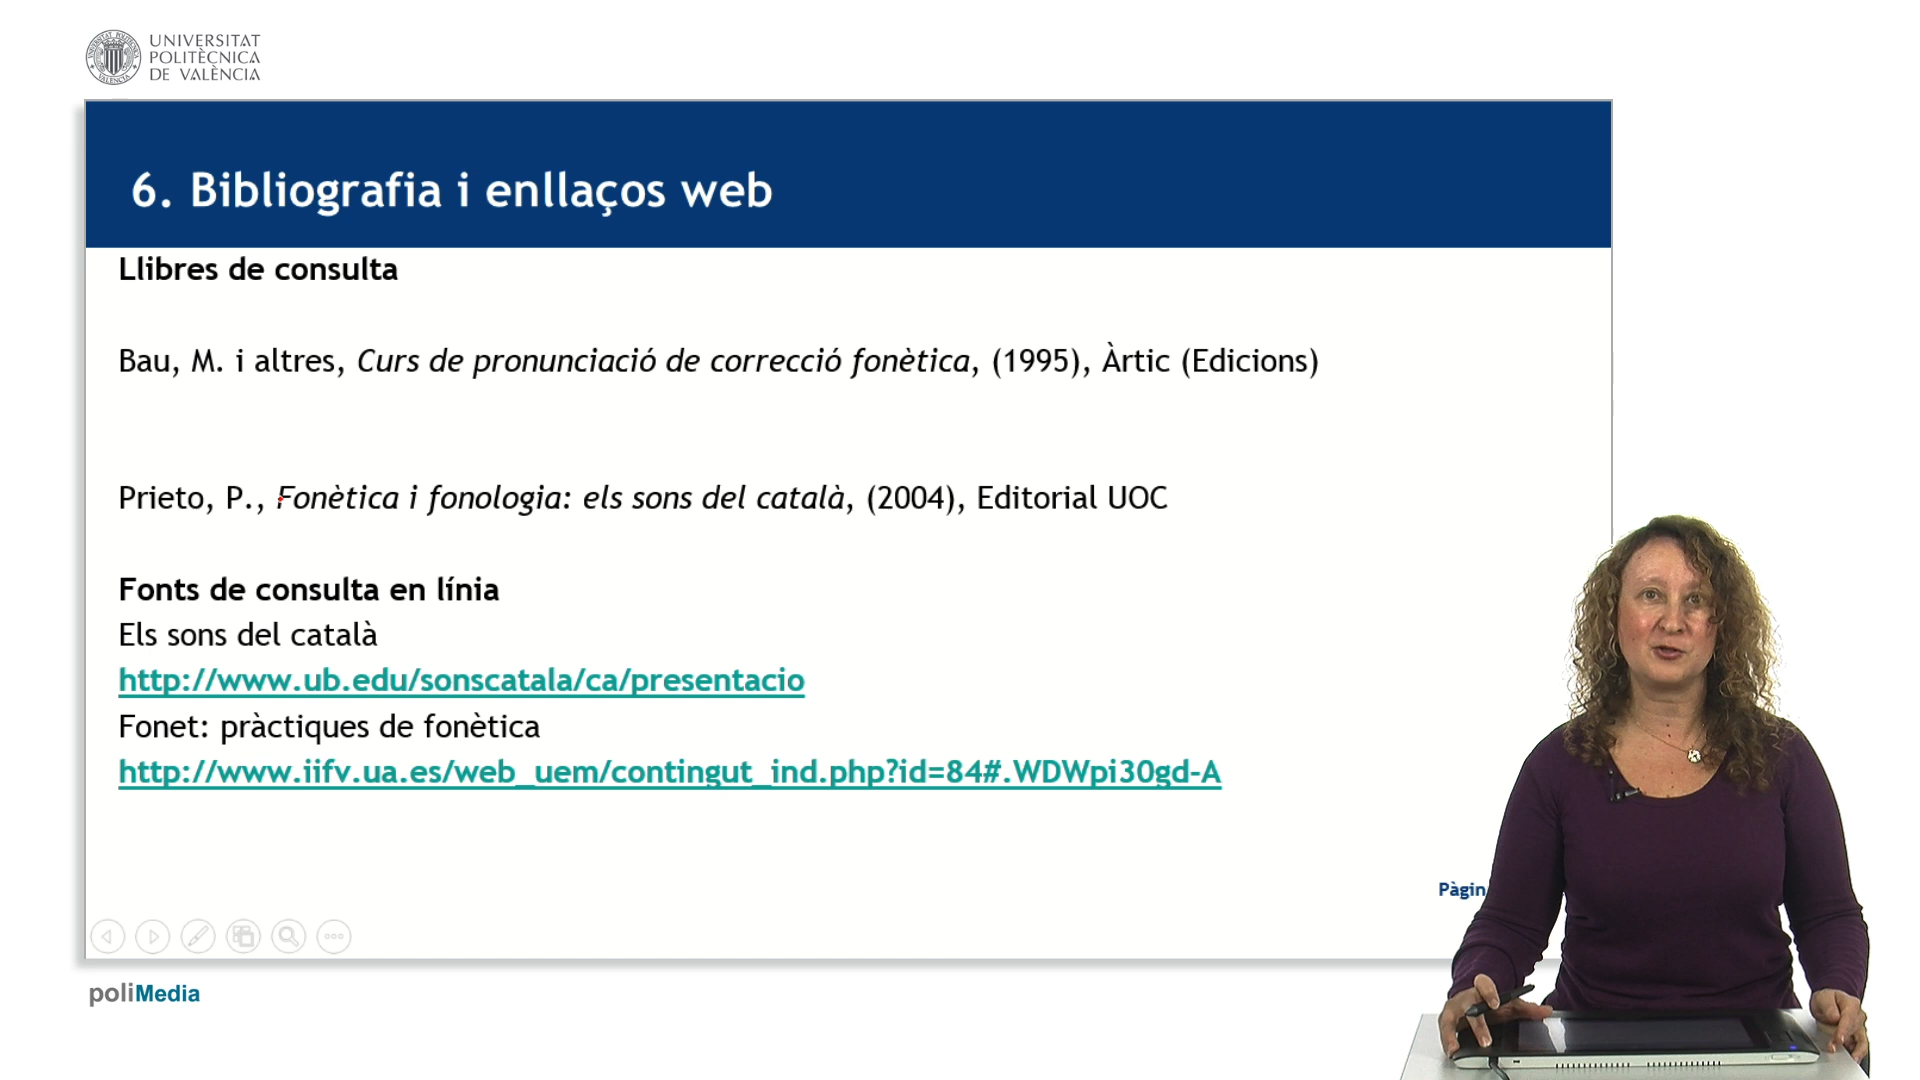 UNIVERSITAT
POLITÈCNICA
DE VALÈNCIA
6. Bibliografia i enllaços web
Llibres de consulta
Bau, M. i altres, Curs de pronunciació de correcció fonètica, (1995), Àrtic (Edicions)
Prieto, P., Fonètica i fonologia: els sons del català, (2004), Editorial UOC
Fonts de consulta en línia
Els sons del català
http://www.ub.edu/sonscatala/ca/presentacio
Fonet: pràctiques de fonètica
http://www.iifv.ua.es/web_uem/contingut_ind.php?id=84#.WDWpi30gd-A
Pàgin
poliMedia